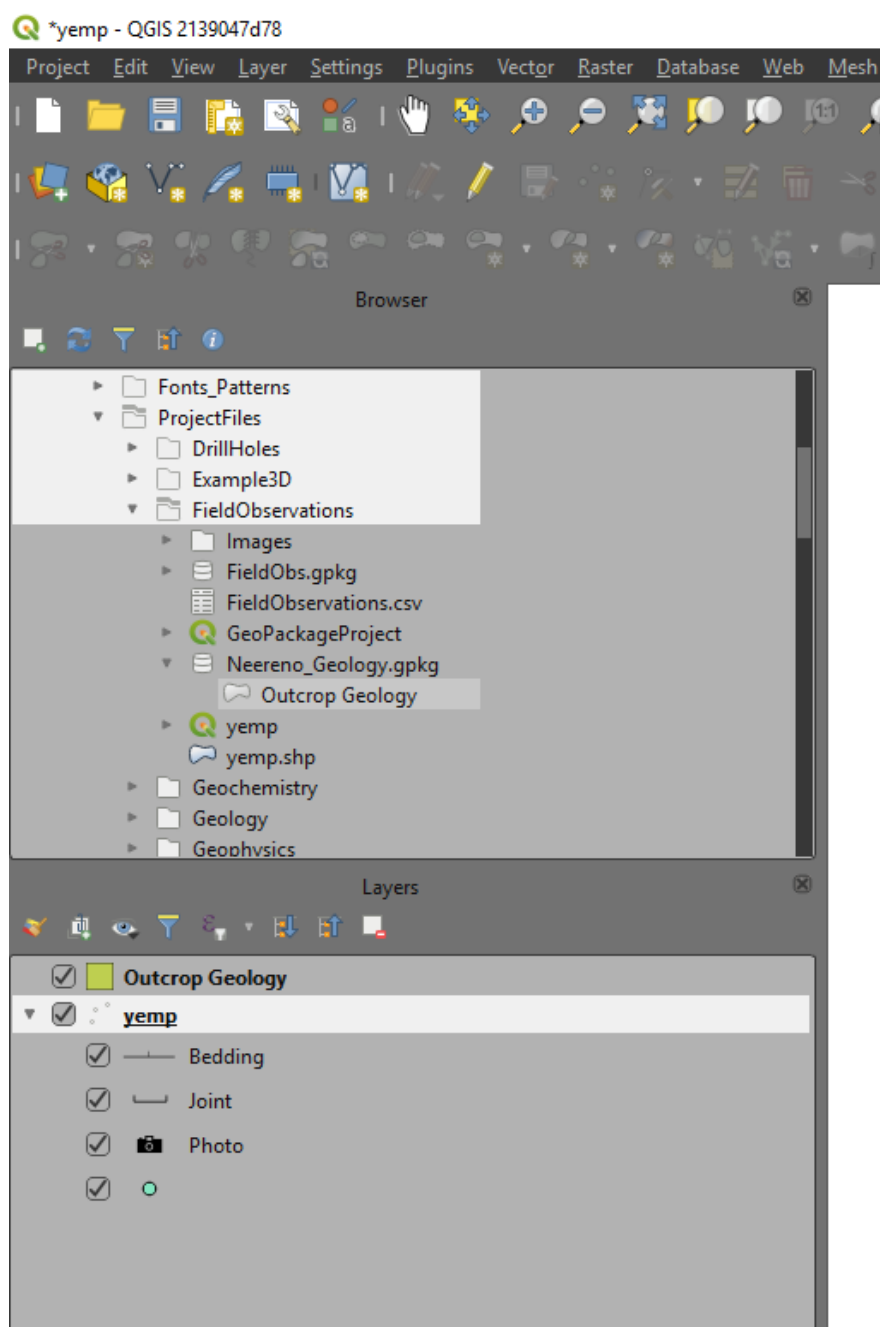 *yemp - QGIS 2139047d78
Project Edit View Layer Settings Plugins Vector Raster Database Web Mesh
a
1:1
Browser
Fonts_Patterns
ProjectFiles
DrillHoles
Example3D
FieldObservations
Images
FieldObs.gpkg
FieldObservations.csv
GeoPackageProject
Neereno_Geology.gpkg
Outcrop Geology
yemp
yemp.shp
Geochemistry
Geology
Geophysics
Layers
ε
Outcrop Geology
yemp
Bedding
Joint
Photo